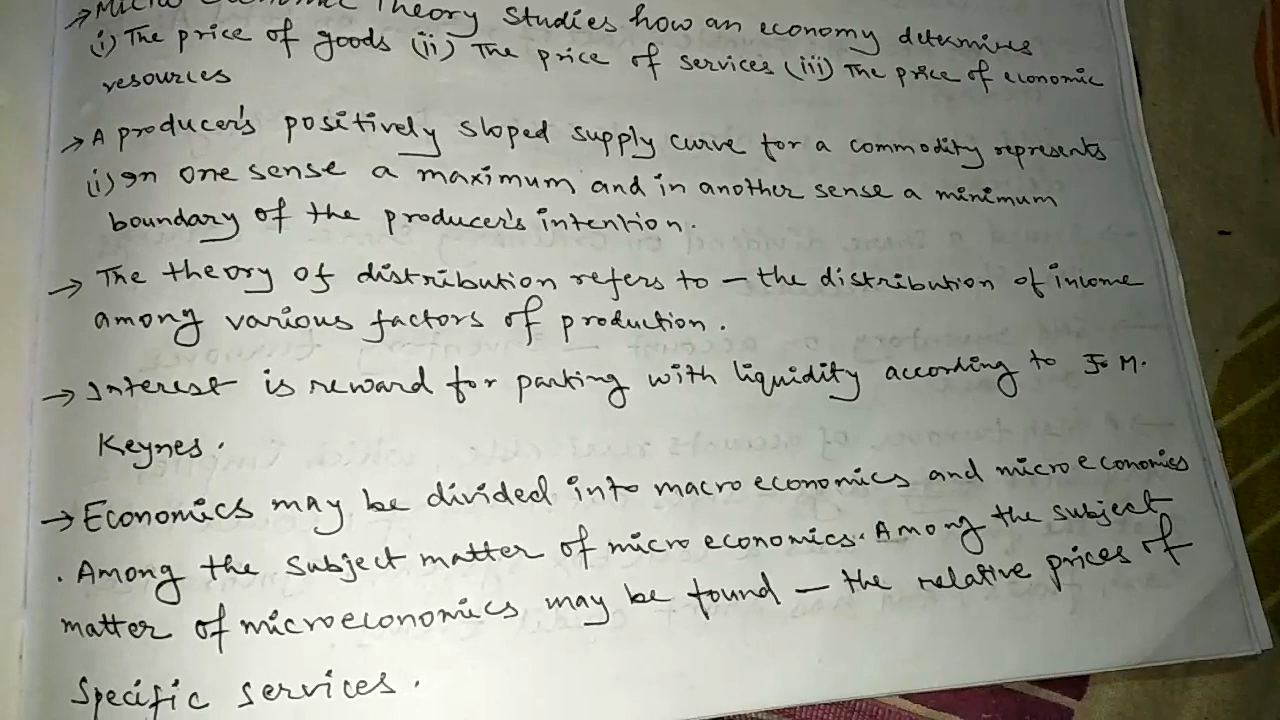 → Micro Economic Theory studies how an economy determines
(i) The price of goods (ii) The price of services (iii) The price of economic
resources
→ A producer's positively sloped supply curve for a commodity represents
(i) In one sense a maximum and in another sense a minimum
boundary of the producer's intention.
→ The theory of distribution refers to — the distribution of income
among various factors of production.
→ Interest is reward for parting with liquidity according to J. M.
Keynes.
→ Economics may be divided into macroeconomics and microeconomics
. Among the subject matter of microeconomics. Among the subject
matter of microeconomics may be found — the relative prices of
specific services.